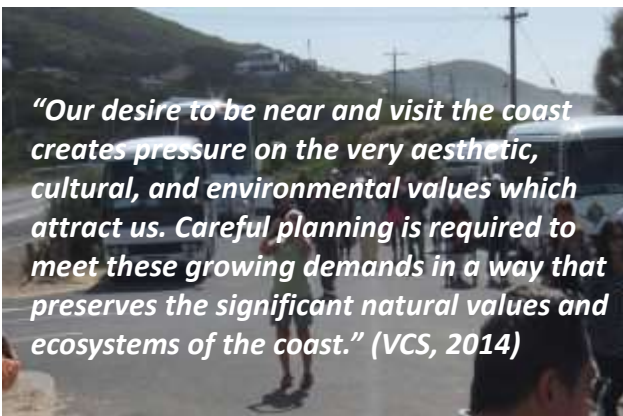 “Our desire to be near and visit the coast
creates pressure on the very aesthetic,
cultural, and environmental values which
attract us. Careful planning is required to
meet these growing demands in a way that
preserves the significant natural values and
ecosystems of the coast.” (VCS, 2014)